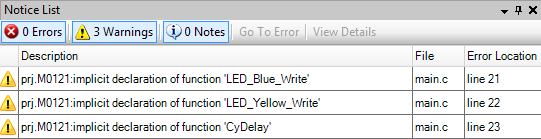 Notice List
0 Errors 3 Warnings 0 Notes Go To Error View Details
Description File Error Location
prj.M0121:implicit declaration of function 'LED_Blue_Write' main.c line 21
prj.M0121:implicit declaration of function 'LED_Yellow_Write' main.c line 22
prj.M0121:implicit declaration of function 'CyDelay' main.c line 23